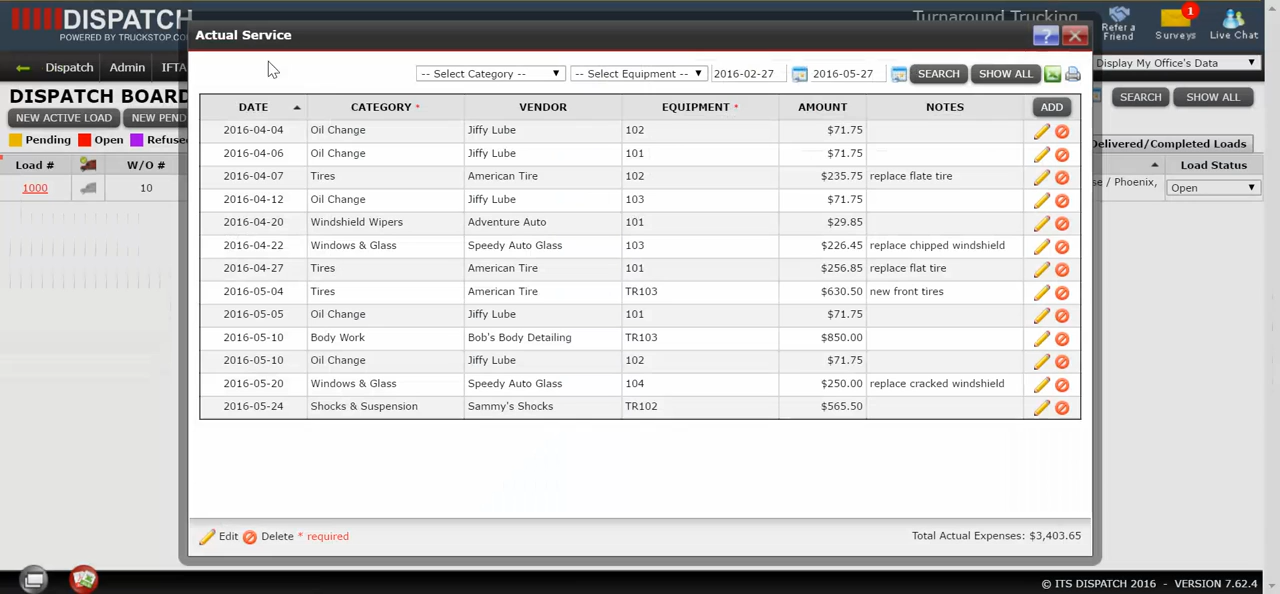 DISPATCH
POWERED BY TRUCKSTOP.COM
Turnaround Trucking
Refer a Friend
1
Surveys
Live Chat
Dispatch Admin IFTA
Display My Office's Data
DISPATCH BOARD
NEW ACTIVE LOAD NEW PEND
SEARCH SHOW ALL
Pending Open Refused
Delivered/Completed Loads
Load # W/O # Load Status
1000 10 se / Phoenix, Open
Actual Service
?
-- Select Category -- -- Select Equipment -- 2016-02-27 2016-05-27 SEARCH SHOW ALL
DATE CATEGORY * VENDOR EQUIPMENT * AMOUNT NOTES ADD
2016-04-04 Oil Change Jiffy Lube 102 $71.75
2016-04-06 Oil Change Jiffy Lube 101 $71.75
2016-04-07 Tires American Tire 102 $235.75 replace flate tire
2016-04-12 Oil Change Jiffy Lube 103 $71.75
2016-04-20 Windshield Wipers Adventure Auto 101 $29.85
2016-04-22 Windows & Glass Speedy Auto Glass 103 $226.45 replace chipped windshield
2016-04-27 Tires American Tire 101 $256.85 replace flat tire
2016-05-04 Tires American Tire TR103 $630.50 new front tires
2016-05-05 Oil Change Jiffy Lube 101 $71.75
2016-05-10 Body Work Bob's Body Detailing TR103 $850.00
2016-05-10 Oil Change Jiffy Lube 102 $71.75
2016-05-20 Windows & Glass Speedy Auto Glass 104 $250.00 replace cracked windshield
2016-05-24 Shocks & Suspension Sammy's Shocks TR102 $565.50
Edit Delete * required
Total Actual Expenses: $3,403.65
© ITS DISPATCH 2016 - VERSION 7.62.4